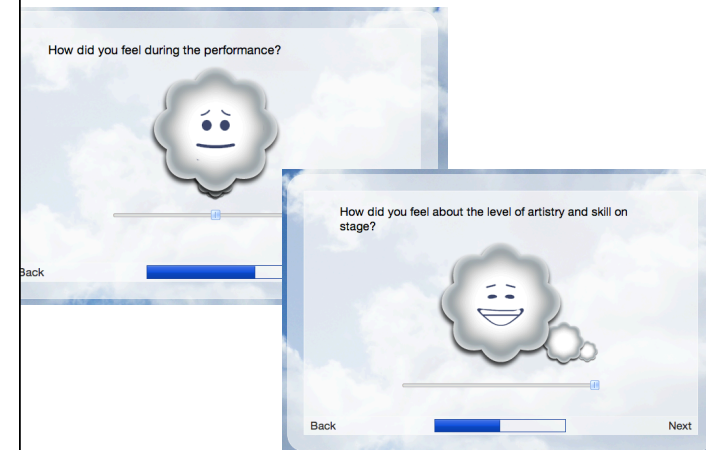 How did you feel during the performance?
Back
How did you feel about the level of artistry and skill on
stage?
Back
Next